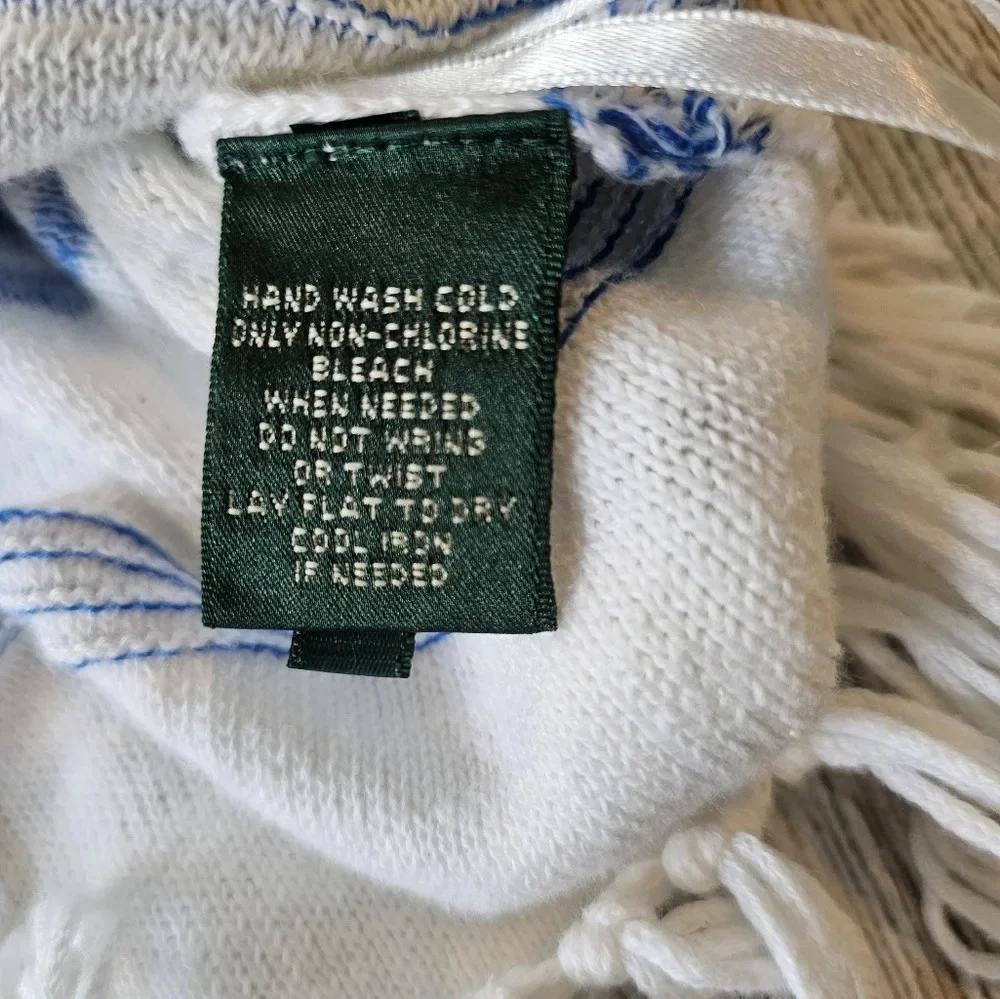 HAND WASH COLD
ONLY NON-CHLORINE
BLEACH
WHEN NEEDED
DO NOT WRING
OR TWIST
LAY FLAT TO DRY
COOL IRON
IF NEEDED